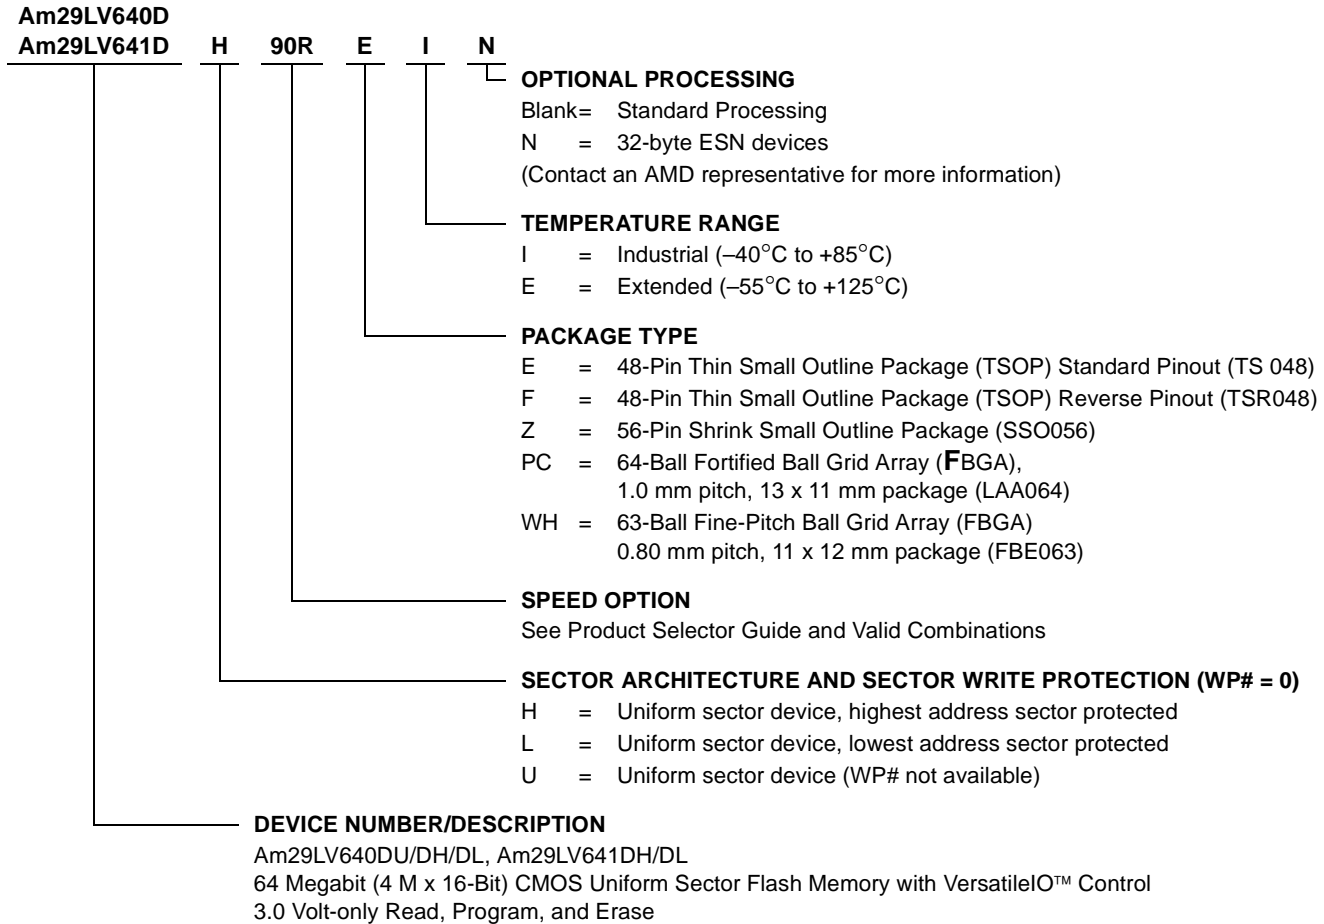 Am29LV640D
Am29LV641D H 90R E I N
OPTIONAL PROCESSING
Blank= Standard Processing
N = 32-byte ESN devices
(Contact an AMD representative for more information)
TEMPERATURE RANGE
I = Industrial (–40°C to +85°C)
E = Extended (–55°C to +125°C)
PACKAGE TYPE
E = 48-Pin Thin Small Outline Package (TSOP) Standard Pinout (TS 048)
F = 48-Pin Thin Small Outline Package (TSOP) Reverse Pinout (TSR048)
Z = 56-Pin Shrink Small Outline Package (SSO056)
PC = 64-Ball Fortified Ball Grid Array (FBGA),
1.0 mm pitch, 13 x 11 mm package (LAA064)
WH = 63-Ball Fine-Pitch Ball Grid Array (FBGA)
0.80 mm pitch, 11 x 12 mm package (FBE063)
SPEED OPTION
See Product Selector Guide and Valid Combinations
SECTOR ARCHITECTURE AND SECTOR WRITE PROTECTION (WP# = 0)
H = Uniform sector device, highest address sector protected
L = Uniform sector device, lowest address sector protected
U = Uniform sector device (WP# not available)
DEVICE NUMBER/DESCRIPTION
Am29LV640DU/DH/DL, Am29LV641DH/DL
64 Megabit (4 M x 16-Bit) CMOS Uniform Sector Flash Memory with VersatileIO™ Control
3.0 Volt-only Read, Program, and Erase